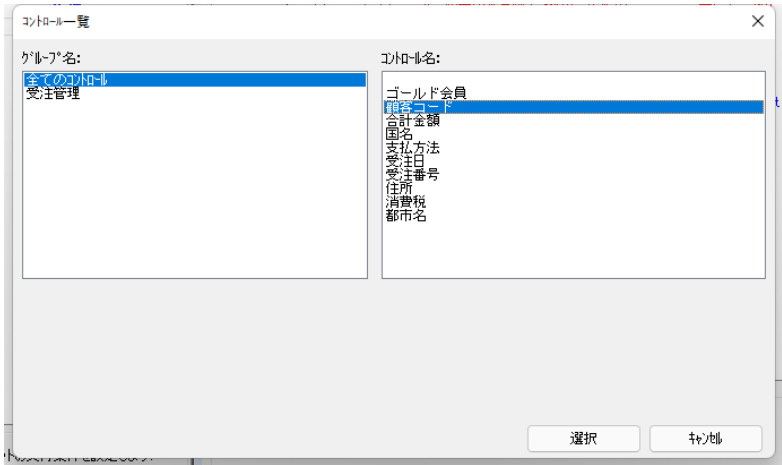 コントロール一覧
ｸﾞﾙｰﾌﾟ名:
全てのｺﾝﾄﾛｰﾙ
受注管理
ｺﾝﾄﾛｰﾙ名:
ゴールド会員
顧客コード
合計金額
国名
支払方法
受注日
受注番号
住所
消費税
都市名
選択
ｷｬﾝｾﾙ